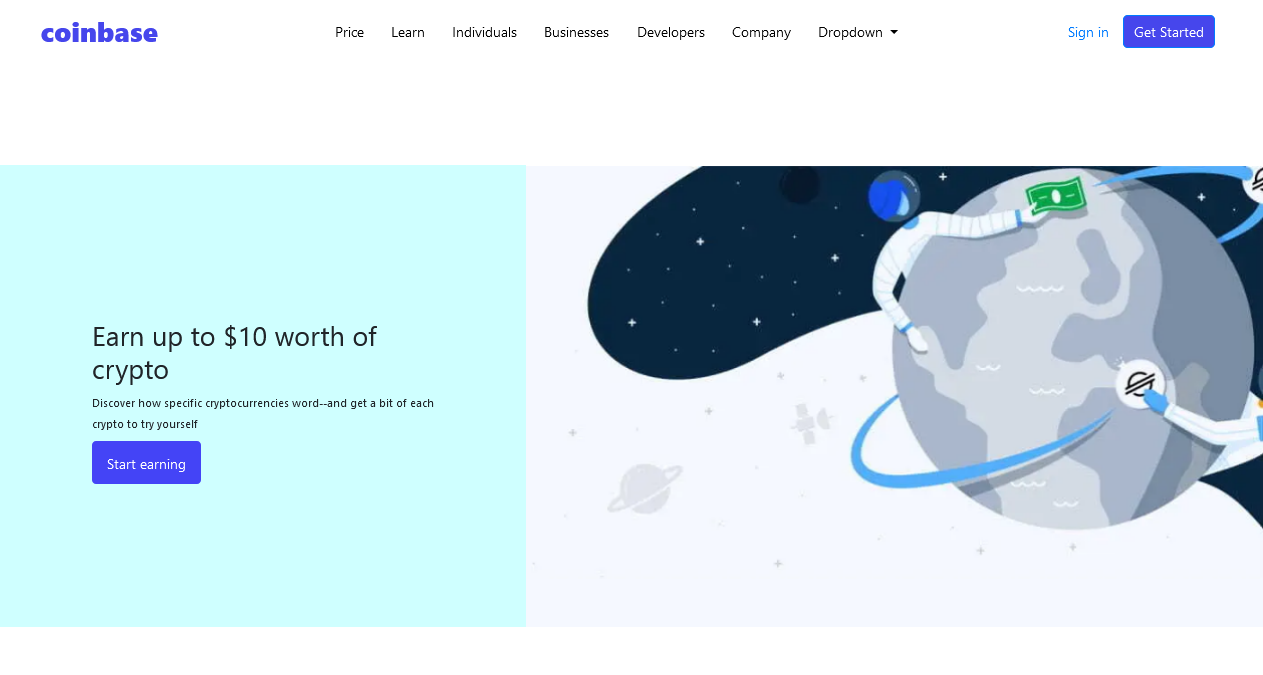 coinbase
Price Learn Individuals Businesses Developers Company Dropdown
Sign in Get Started
Earn up to $10 worth of
crypto
Discover how specific cryptocurrencies word--and get a bit of each
crypto to try yourself
Start earning